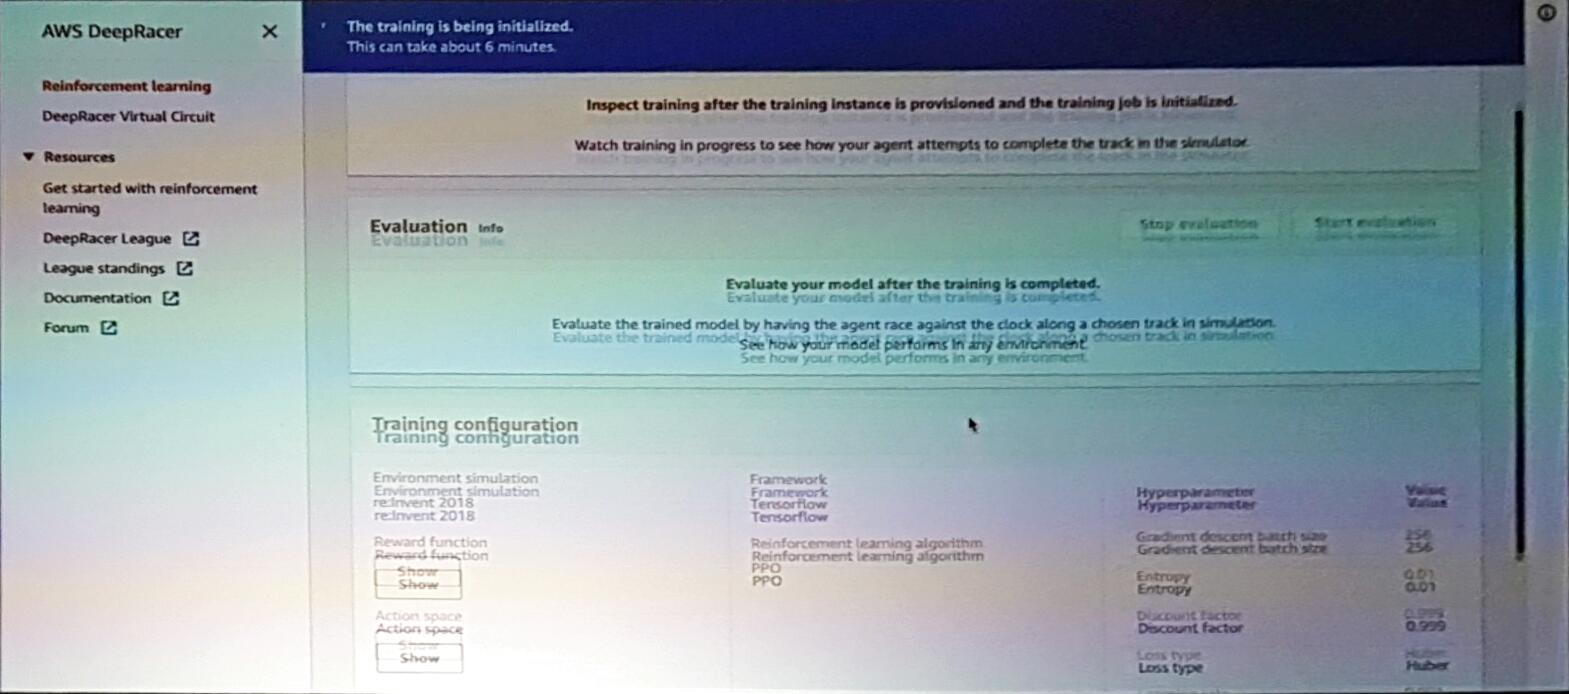 AWS DeepRacer
Reinforcement learning
DeepRacer Virtual Circuit
Resources
Get started with reinforcement
learning
DeepRacer League
League standings
Documentation
Forum
The training is being initialized.
This can take about 6 minutes.
Inspect training after the training instance is provisioned and the training job is initialized.
Watch training in progress to see how your agent attempts to complete the track in the simulator.
Evaluation Info
Stop evaluation Start evaluation
Evaluate your model after the training is completed.
Evaluate the trained model by having the agent race against the clock along a chosen track in simulation.
See how your model performs in any environment.
Training configuration
Environment simulation
re:Invent 2018
Reward function
Show
Action space
Show
Framework
Tensorflow
Reinforcement learning algorithm
PPO
Hyperparameter Value
Gradient descent batch size 256
Entropy 0.01
Discount factor 0.999
Loss type Huber